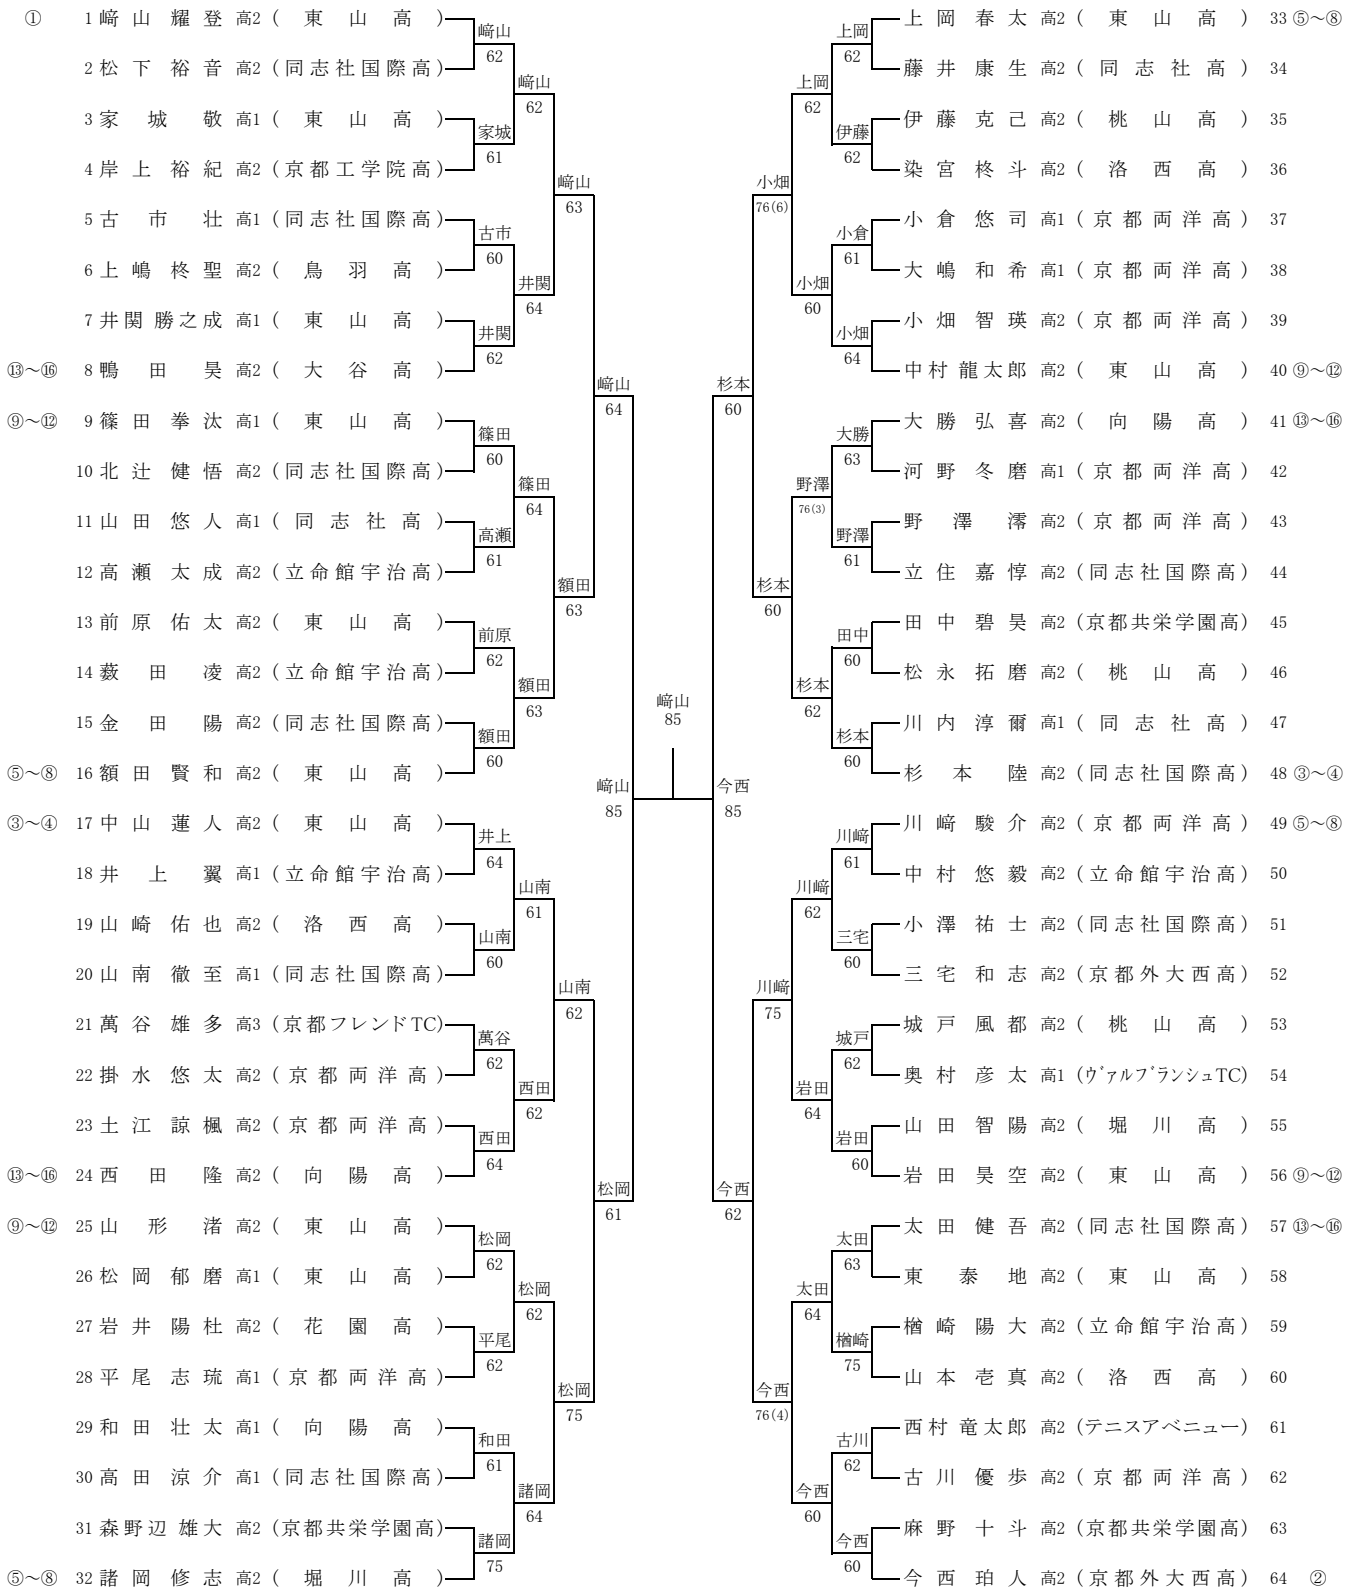 ① 1 﨑山耀登 高2 (東山高)
2 松下裕音 高2 (同志社国際高)
3 家城敬 高1 (東山高)
4 岸上裕紀 高2 (京都工学院高)
5 古市壮 高1 (同志社国際高)
6 上嶋柊聖 高2 (鳥羽高)
7 井関勝之成 高1 (東山高)
⑬～⑯ 8 鴨田昊 高2 (大谷高)
⑨～⑫ 9 篠田拳汰 高1 (東山高)
10 北辻健悟 高2 (同志社国際高)
11 山田悠人 高1 (同志社高)
12 高瀬太成 高2 (立命館宇治高)
13 前原佑太 高2 (東山高)
14 薮田凌 高2 (立命館宇治高)
15 金田陽 高2 (同志社国際高)
⑤～⑧ 16 額田賢和 高2 (東山高)
③～④ 17 中山蓮人 高2 (東山高)
18 井上翼 高1 (立命館宇治高)
19 山崎佑也 高2 (洛西高)
20 山南徹至 高1 (同志社国際高)
21 萬谷雄多 高3 (京都フレンドTC)
22 掛水悠太 高2 (京都両洋高)
23 土江諒楓 高2 (京都両洋高)
⑬～⑯ 24 西田隆 高2 (向陽高)
⑨～⑫ 25 山形渚 高2 (東山高)
26 松岡郁磨 高1 (東山高)
27 岩井陽杜 高2 (花園高)
28 平尾志琉 高1 (京都両洋高)
29 和田壮太 高1 (向陽高)
30 高田涼介 高1 (同志社国際高)
31 森野辺雄大 高2 (京都共栄学園高)
⑤～⑧ 32 諸岡修志 高2 (堀川高)
﨑山 62
家城 61
古市 60
井関 62
篠田 60
高瀬 61
前原 62
額田 60
井上 64
山南 60
萬谷 62
西田 64
松岡 62
平尾 62
和田 61
諸岡 75
﨑山 62
井関 64
篠田 64
額田 63
山南 61
西田 62
松岡 62
諸岡 64
﨑山 63
額田 63
山南 62
松岡 75
﨑山 64
松岡 61
﨑山 85
﨑山
85
今西 85
杉本 60
今西 62
小畑 76(6)
杉本 60
川﨑 75
今西 76(4)
上岡 62
小畑 60
野澤 76(3)
杉本 62
川﨑 62
岩田 64
太田 64
今西 60
上岡 62
伊藤 62
小倉 61
小畑 64
大勝 63
野澤 61
田中 60
杉本 60
川﨑 61
三宅 60
城戸 62
岩田 60
太田 63
楢崎 75
古川 62
今西 60
上岡春太 高2 (東山高) 33 ⑤～⑧
藤井康生 高2 (同志社高) 34
伊藤克己 高2 (桃山高) 35
染宮柊斗 高2 (洛西高) 36
小倉悠司 高1 (京都両洋高) 37
大嶋和希 高1 (京都両洋高) 38
小畑智瑛 高2 (京都両洋高) 39
中村龍太郎 高2 (東山高) 40 ⑨～⑫
大勝弘喜 高2 (向陽高) 41 ⑬～⑯
河野冬磨 高1 (京都両洋高) 42
野澤澪 高2 (京都両洋高) 43
立住嘉惇 高2 (同志社国際高) 44
田中碧昊 高2 (京都共栄学園高) 45
松永拓磨 高2 (桃山高) 46
川内淳爾 高1 (同志社高) 47
杉本陸 高2 (同志社国際高) 48 ③～④
川﨑駿介 高2 (京都両洋高) 49 ⑤～⑧
中村悠毅 高2 (立命館宇治高) 50
小澤祐士 高2 (同志社国際高) 51
三宅和志 高2 (京都外大西高) 52
城戸風都 高2 (桃山高) 53
奥村彦太 高1 (ヴァルブランシュTC) 54
山田智陽 高2 (堀川高) 55
岩田昊空 高2 (東山高) 56 ⑨～⑫
太田健吾 高2 (同志社国際高) 57 ⑬～⑯
東泰地 高2 (東山高) 58
楢崎陽大 高2 (立命館宇治高) 59
山本壱真 高2 (洛西高) 60
西村竜太郎 高2 (テニスアベニュー) 61
古川優歩 高2 (京都両洋高) 62
麻野十斗 高2 (京都共栄学園高) 63
今西珀人 高2 (京都外大西高) 64 ②